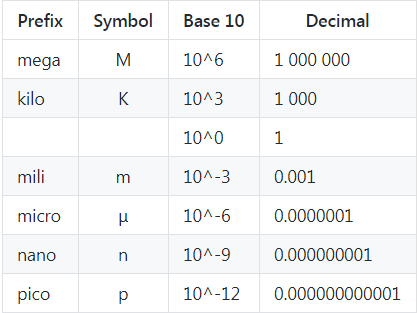 Prefix Symbol Base 10 Decimal
mega M 10^6 1 000 000
kilo K 10^3 1 000
10^0 1
mili m 10^-3 0.001
micro μ 10^-6 0.0000001
nano n 10^-9 0.000000001
pico p 10^-12 0.000000000001